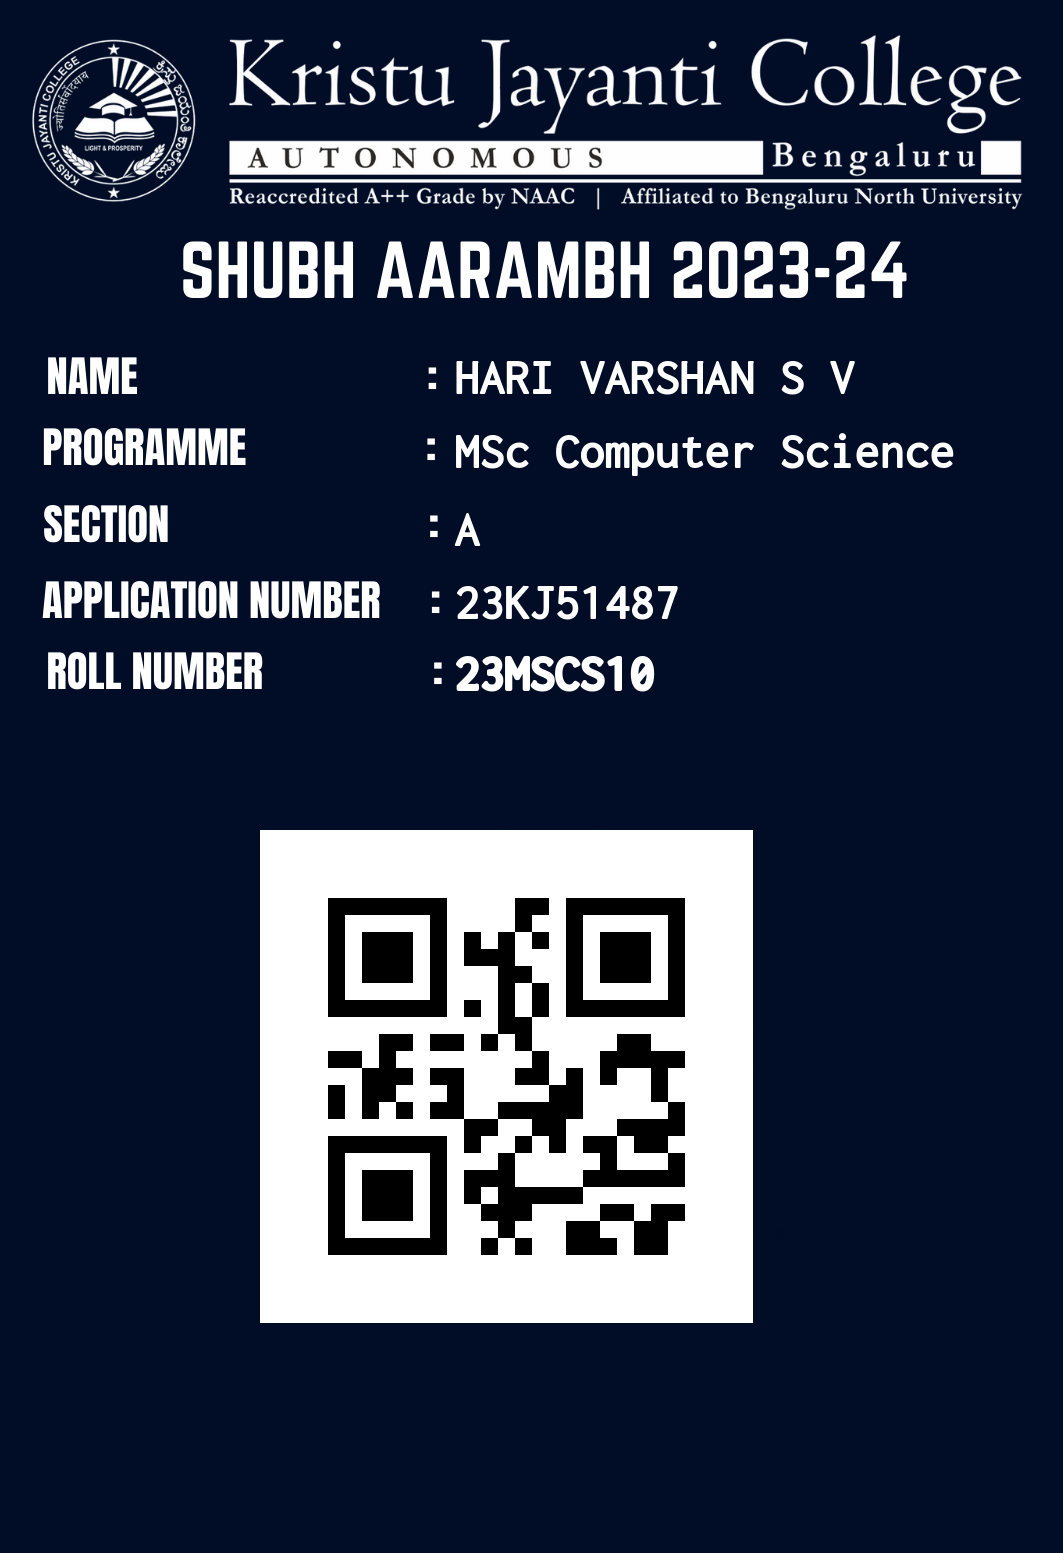 Kristu Jayanti College
AUTONOMOUS Bengaluru
Reaccredited A++ Grade by NAAC | Affiliated to Bengaluru North University
KRISTU JAYANTI COLLEGE
LIGHT & PROSPERITY
SHUBH AARAMBH 2023-24
NAME : HARI VARSHAN S V
PROGRAMME : MSc Computer Science
SECTION : A
APPLICATION NUMBER : 23KJ51487
ROLL NUMBER : 23MSCS10